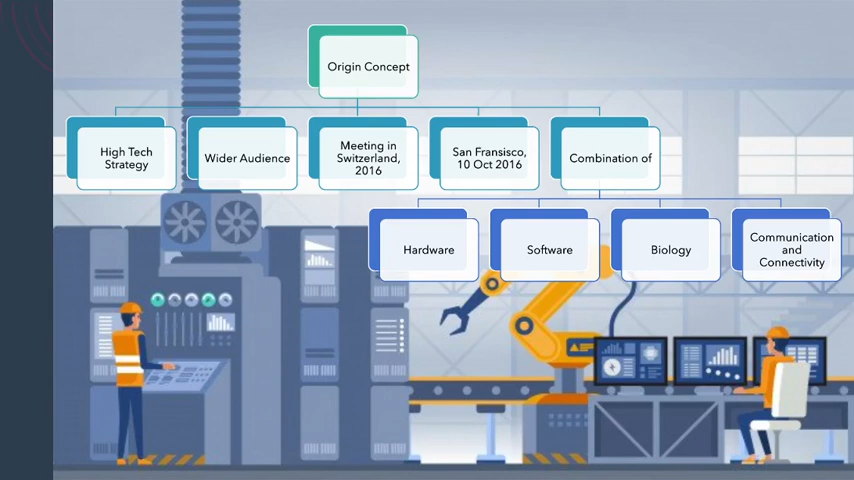 Origin Concept
High Tech
Strategy
Wider Audience
Meeting in
Switzerland,
2016
San Fransisco,
10 Oct 2016
Combination of
Hardware
Software
Biology
Communication
and
Connectivity